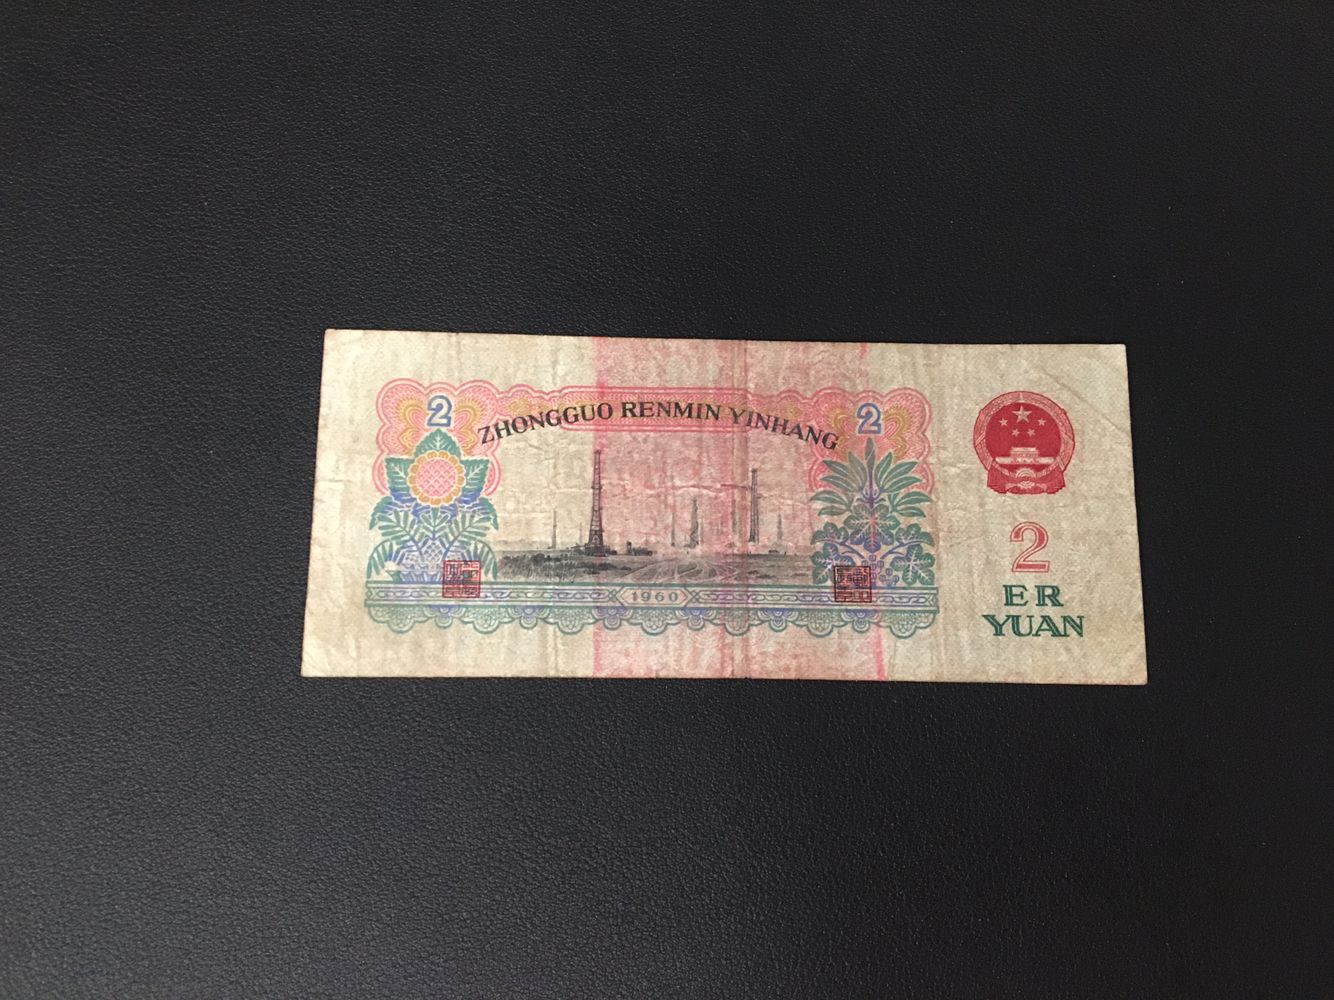 2
ZHONGGUO RENMIN YINHANG
2
1960
2
ER
YUAN